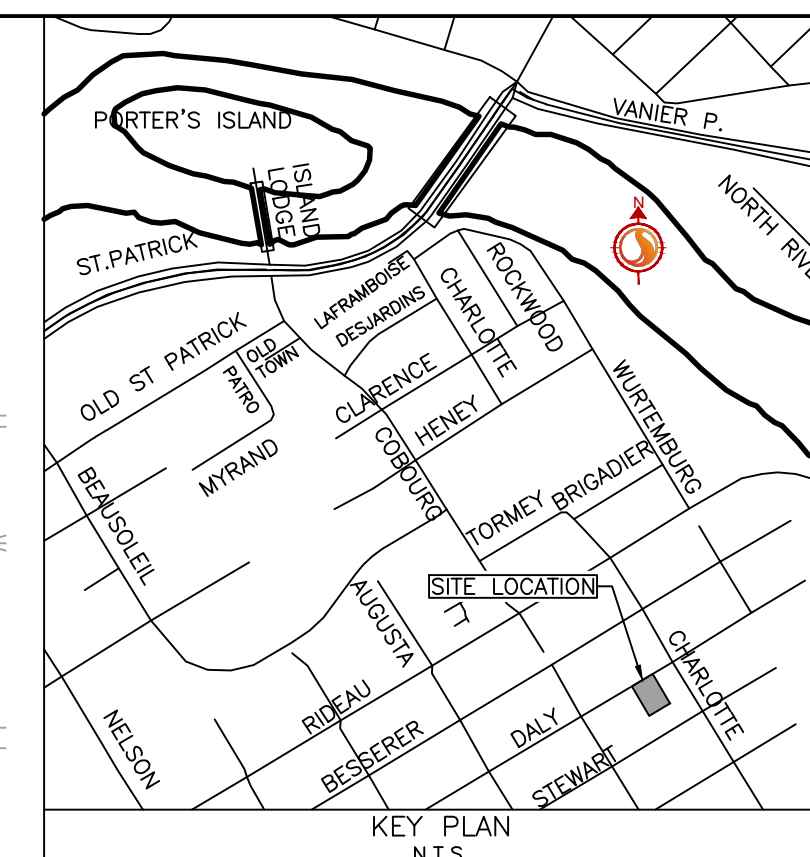 VANIER P.
PORTER'S ISLAND
ISLAND
LODGE
NORTH RIVE
N
ST.PATRICK
ROCKWOOD
LAFRAMBOISE
CHARLOTTE
DESJARDINS
OLD ST PATRICK
OLD
TOWN
PATRO
CLARENCE
WURTEMBURG
HENEY
MYRAND
COBOURG
BEAUSOLEIL
BRIGADIER
TORMEY
SITE LOCATION
AUGUSTA
CHARLOTTE
RIDEAU
NELSON
DALY
BESSERER
STEWART
KEY PLAN
N.T.S.